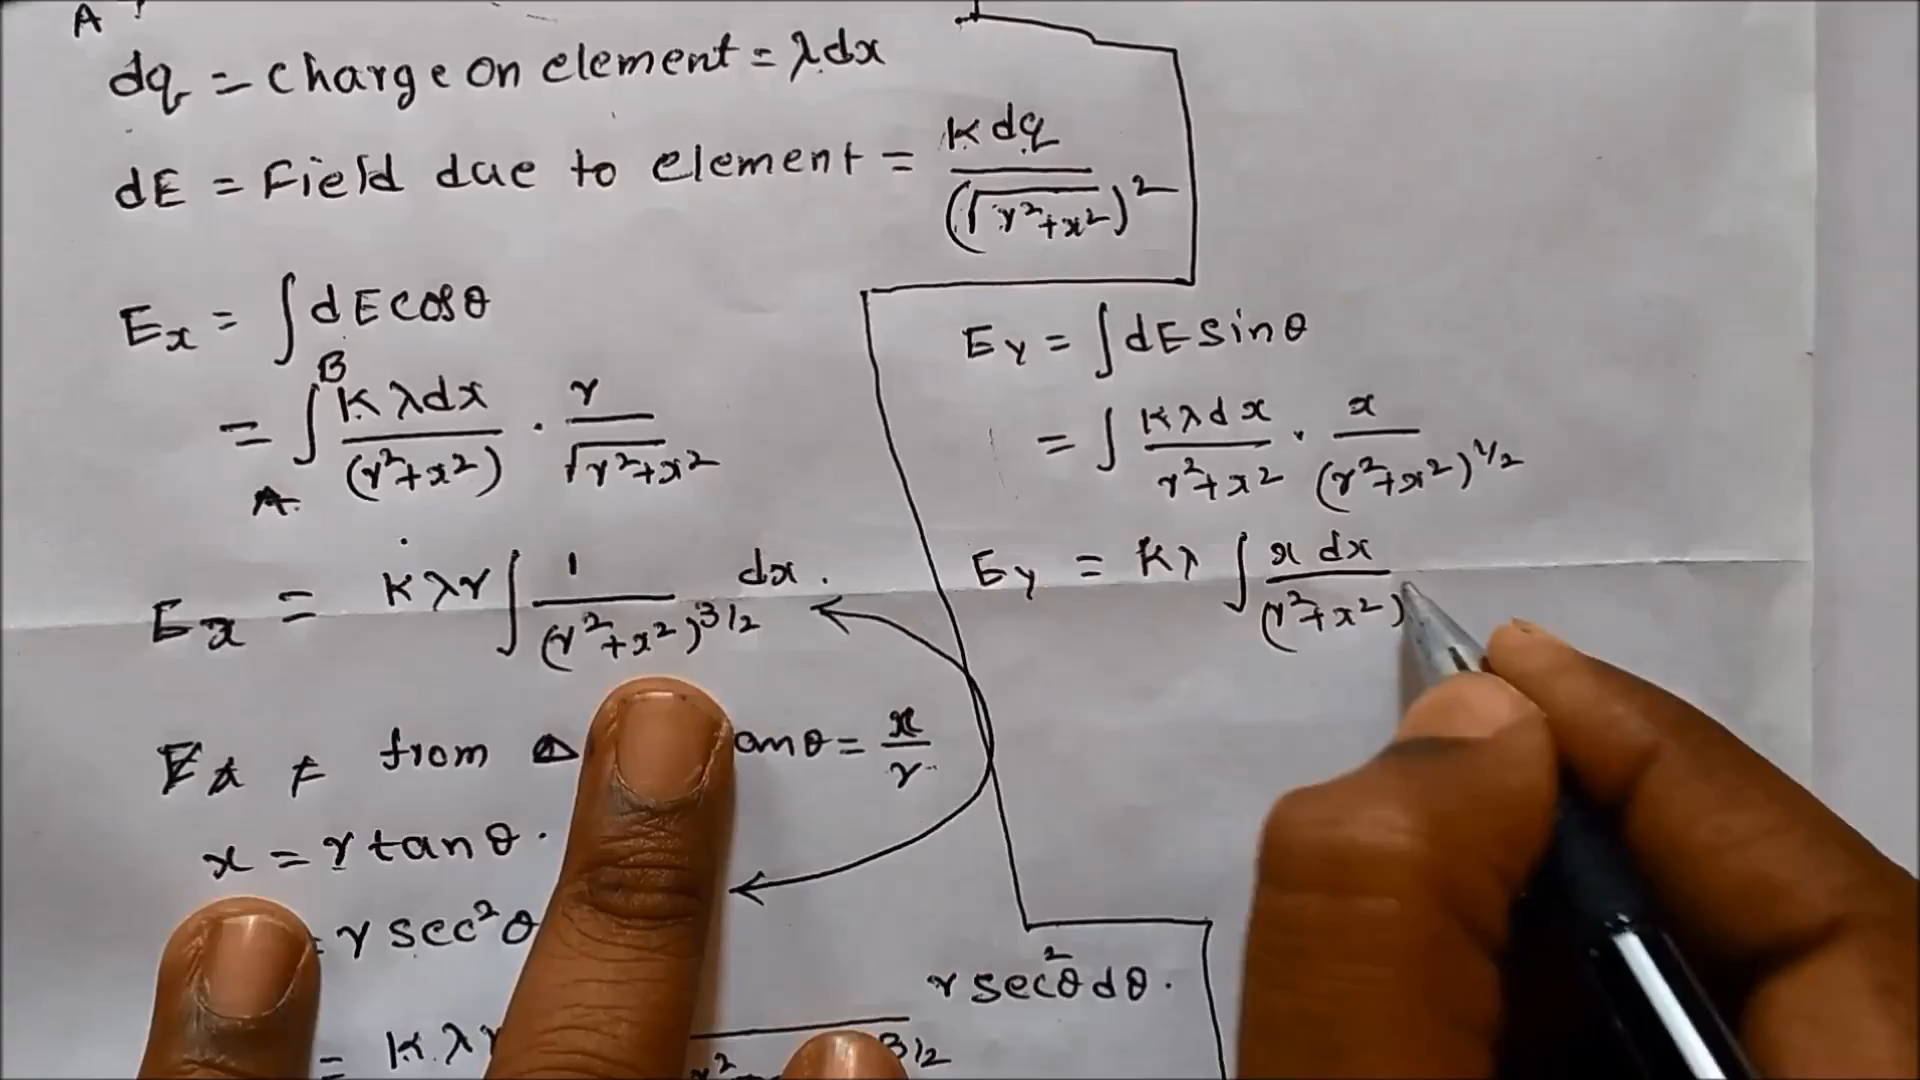 A
dq = Charge on element = λdx
dE = Field due to element = K dq / (√r²+x²)²
Ex = ∫ dE cosθ
= ∫ B A Kλdx / (r²+x²) · r / √r²+x²
Ex = Kλr ∫ 1 / (r²+x²)^3/2 dx.
from Δ anθ = x/r
x = r tanθ.
= r sec²θ
r sec²θ dθ.
= Kλr
3/2
Ey = ∫ dE sinθ
= ∫ Kλdx / r²+x² · x / (r²+x²)^1/2
Ey = Kλ ∫ x dx / (r²+x²)